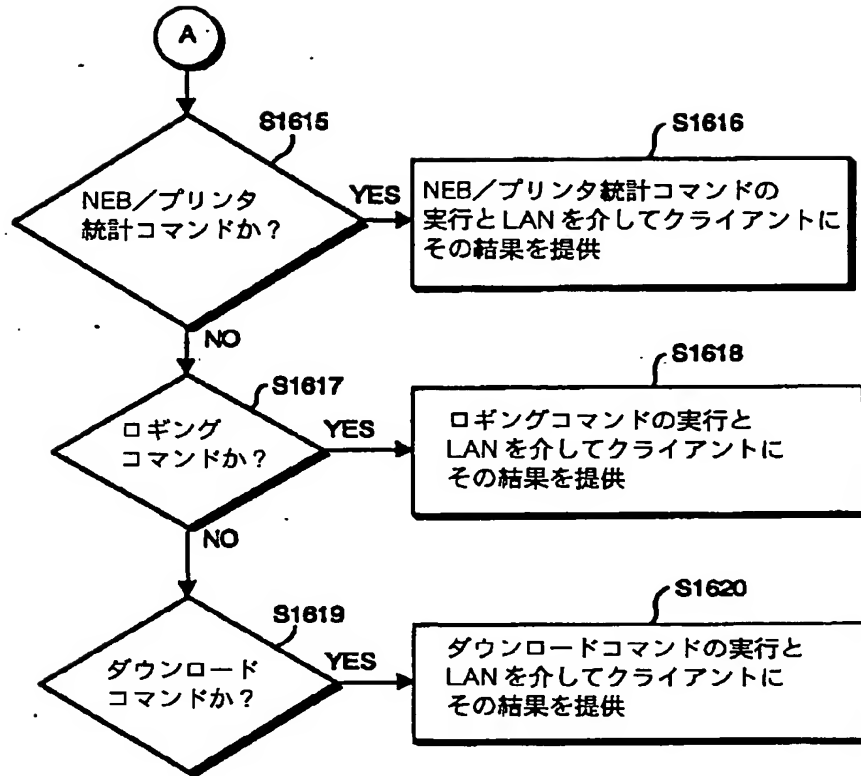 A
S1615
NEB／プリンタ
統計コマンドか？
YES
S1616
NEB／プリンタ統計コマンドの
実行とLANを介してクライアントに
その結果を提供
NO
S1617
ロギング
コマンドか？
YES
S1618
ロギングコマンドの実行と
LANを介してクライアントに
その結果を提供
NO
S1619
ダウンロード
コマンドか？
YES
S1620
ダウンロードコマンドの実行と
LANを介してクライアントに
その結果を提供